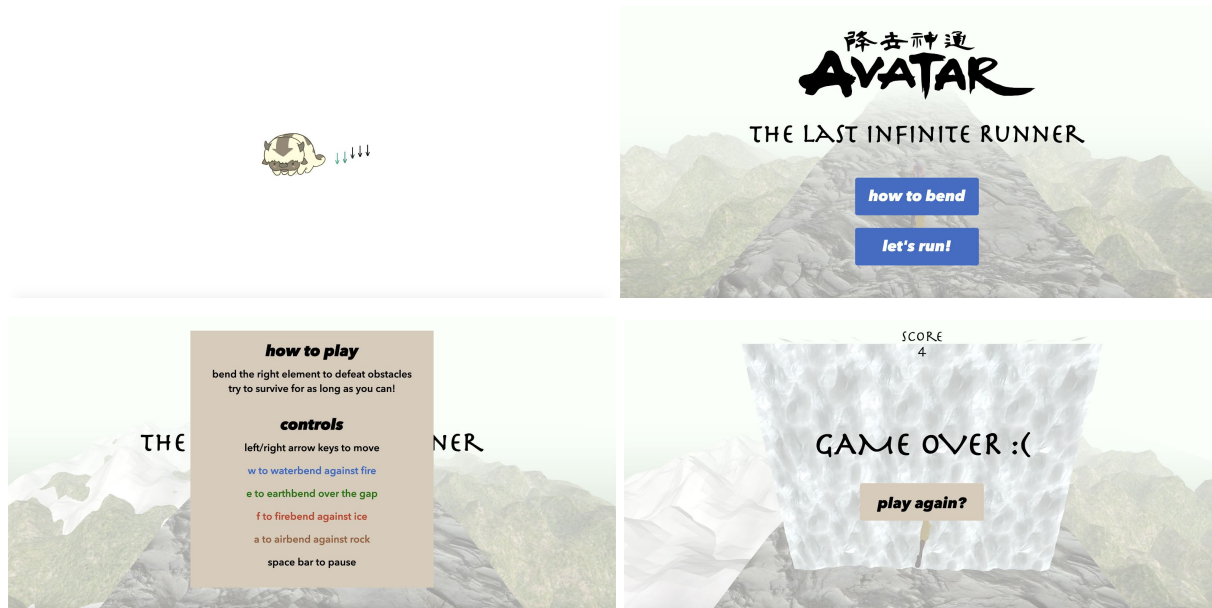 降去神通
AVATAR
THE LAST INFINITE RUNNER
how to bend
let's run!
how to play
bend the right element to defeat obstacles
try to survive for as long as you can!
controls
left/right arrow keys to move
w to waterbend against fire
e to earthbend over the gap
f to firebend against ice
a to airbend against rock
space bar to pause
THE
NER
SCORE
4
GAME OVER :(
play again?